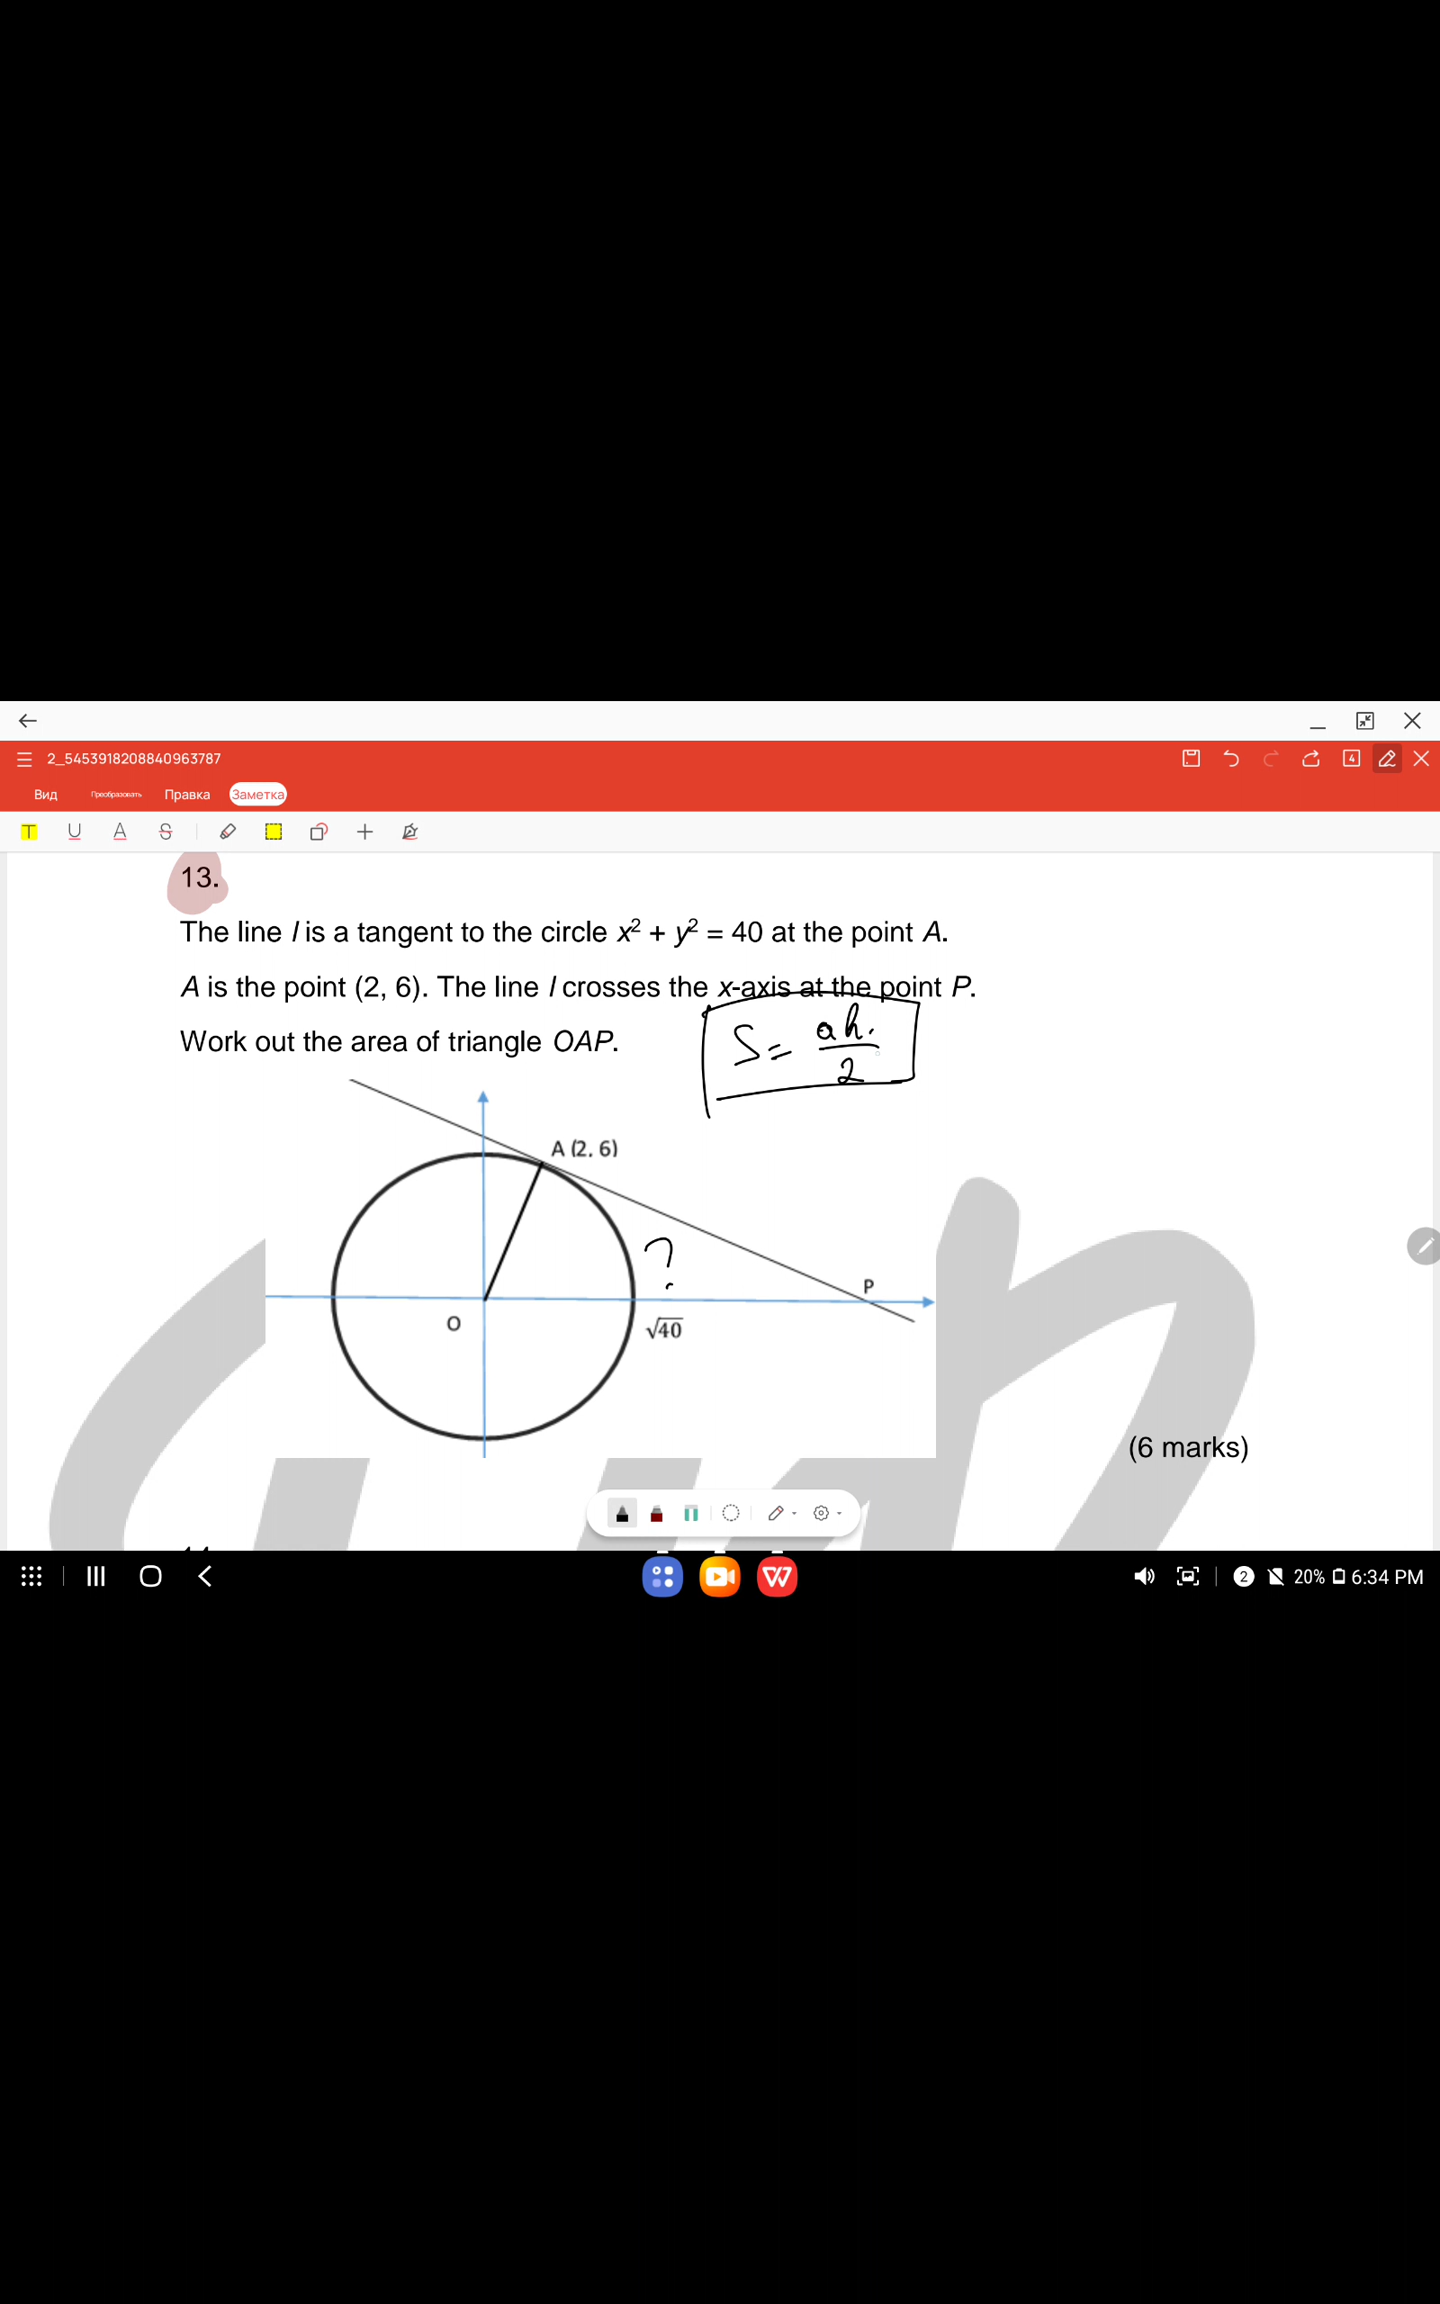 2_5453918208840963787
4
Вид Преобразовать Правка Заметка
T U A S
13.
The line l is a tangent to the circle x² + y² = 40 at the point A.
A is the point (2, 6). The line l crosses the x-axis at the point P.
Work out the area of triangle OAP.
S = ah.
2
A (2, 6)
?
P
O
√40
(6 marks)
2 20% 6:34 PM